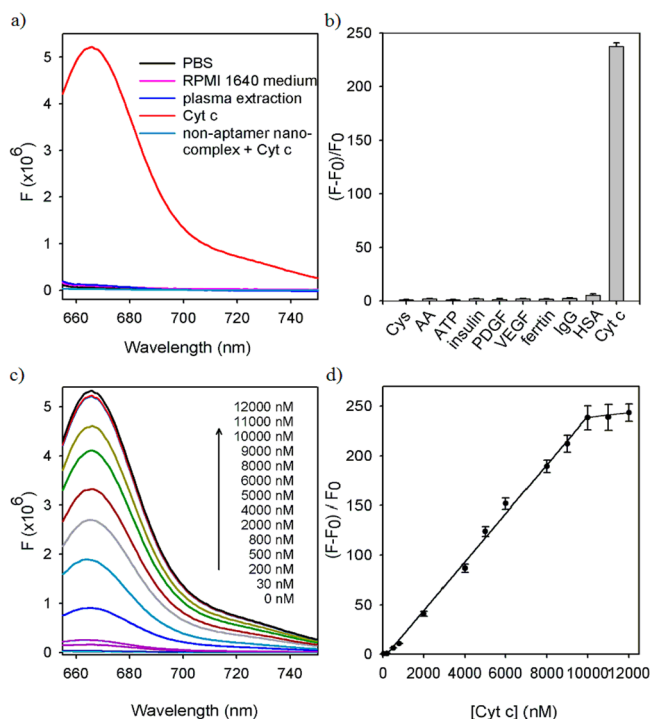 a)
F (x10⁶)
5
4
3
2
1
0
PBS
RPMI 1640 medium
plasma extraction
Cyt c
non-aptamer nano-
complex + Cyt c
660 680 700 720 740
Wavelength (nm)
b)
(F-F₀)/F₀
250
200
150
100
50
0
Cys AA ATP insulin PDGF VEGF ferritin IgG HSA Cyt c
c)
F (x10⁶)
5
4
3
2
1
0
12000 nM
11000 nM
10000 nM
9000 nM
8000 nM
6000 nM
5000 nM
4000 nM
2000 nM
800 nM
500 nM
200 nM
30 nM
0 nM
660 680 700 720 740
Wavelength (nm)
d)
(F-F₀) / F₀
250
200
150
100
50
0
0 2000 4000 6000 8000 10000 12000
[Cyt c] (nM)